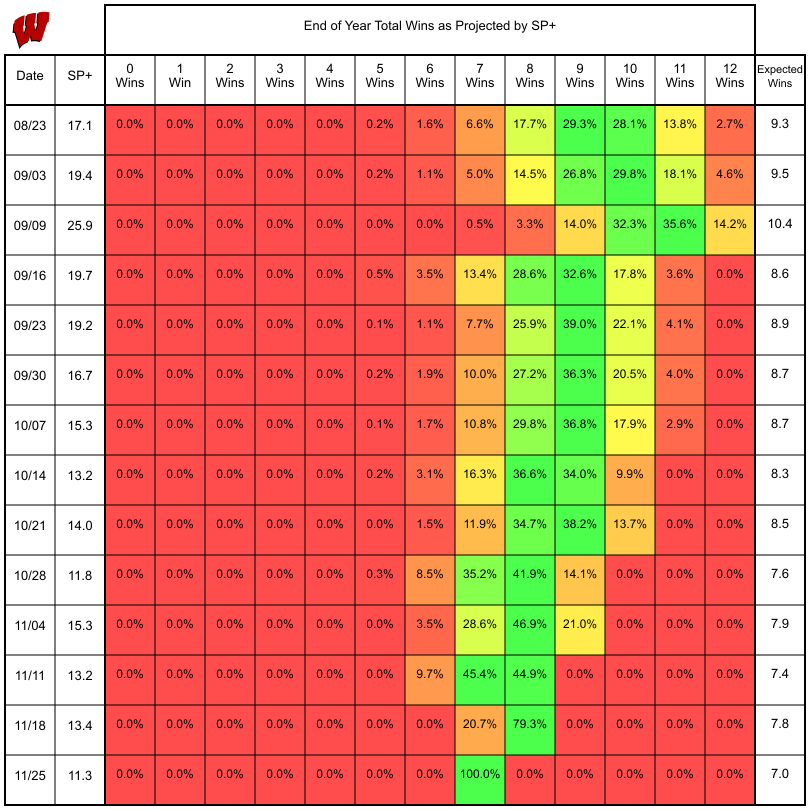 W
End of Year Total Wins as Projected by SP+
Date SP+ 0 Wins 1 Win 2 Wins 3 Wins 4 Wins 5 Wins 6 Wins 7 Wins 8 Wins 9 Wins 10 Wins 11 Wins 12 Wins Expected Wins
08/23 17.1 0.0% 0.0% 0.0% 0.0% 0.0% 0.2% 1.6% 6.6% 17.7% 29.3% 28.1% 13.8% 2.7% 9.3
09/03 19.4 0.0% 0.0% 0.0% 0.0% 0.0% 0.2% 1.1% 5.0% 14.5% 26.8% 29.8% 18.1% 4.6% 9.5
09/09 25.9 0.0% 0.0% 0.0% 0.0% 0.0% 0.0% 0.0% 0.5% 3.3% 14.0% 32.3% 35.6% 14.2% 10.4
09/16 19.7 0.0% 0.0% 0.0% 0.0% 0.0% 0.5% 3.5% 13.4% 28.6% 32.6% 17.8% 3.6% 0.0% 8.6
09/23 19.2 0.0% 0.0% 0.0% 0.0% 0.0% 0.1% 1.1% 7.7% 25.9% 39.0% 22.1% 4.1% 0.0% 8.9
09/30 16.7 0.0% 0.0% 0.0% 0.0% 0.0% 0.2% 1.9% 10.0% 27.2% 36.3% 20.5% 4.0% 0.0% 8.7
10/07 15.3 0.0% 0.0% 0.0% 0.0% 0.0% 0.1% 1.7% 10.8% 29.8% 36.8% 17.9% 2.9% 0.0% 8.7
10/14 13.2 0.0% 0.0% 0.0% 0.0% 0.0% 0.2% 3.1% 16.3% 36.6% 34.0% 9.9% 0.0% 0.0% 8.3
10/21 14.0 0.0% 0.0% 0.0% 0.0% 0.0% 0.0% 1.5% 11.9% 34.7% 38.2% 13.7% 0.0% 0.0% 8.5
10/28 11.8 0.0% 0.0% 0.0% 0.0% 0.0% 0.3% 8.5% 35.2% 41.9% 14.1% 0.0% 0.0% 0.0% 7.6
11/04 15.3 0.0% 0.0% 0.0% 0.0% 0.0% 0.0% 3.5% 28.6% 46.9% 21.0% 0.0% 0.0% 0.0% 7.9
11/11 13.2 0.0% 0.0% 0.0% 0.0% 0.0% 0.0% 9.7% 45.4% 44.9% 0.0% 0.0% 0.0% 0.0% 7.4
11/18 13.4 0.0% 0.0% 0.0% 0.0% 0.0% 0.0% 0.0% 20.7% 79.3% 0.0% 0.0% 0.0% 0.0% 7.8
11/25 11.3 0.0% 0.0% 0.0% 0.0% 0.0% 0.0% 0.0% 100.0% 0.0% 0.0% 0.0% 0.0% 0.0% 7.0